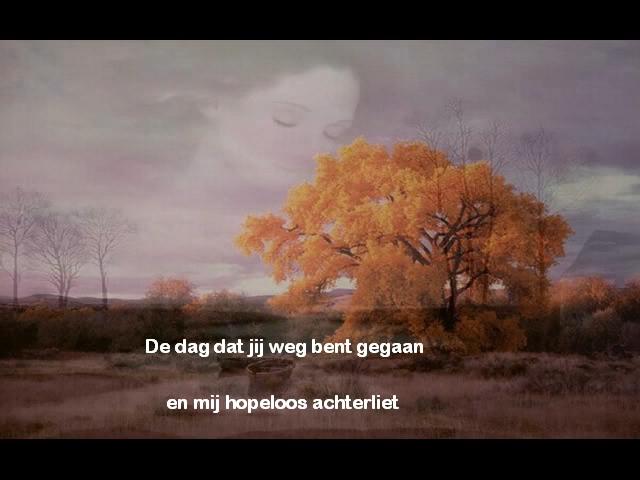 De dag dat jij weg bent gegaan
en mij hopeloos achterliet